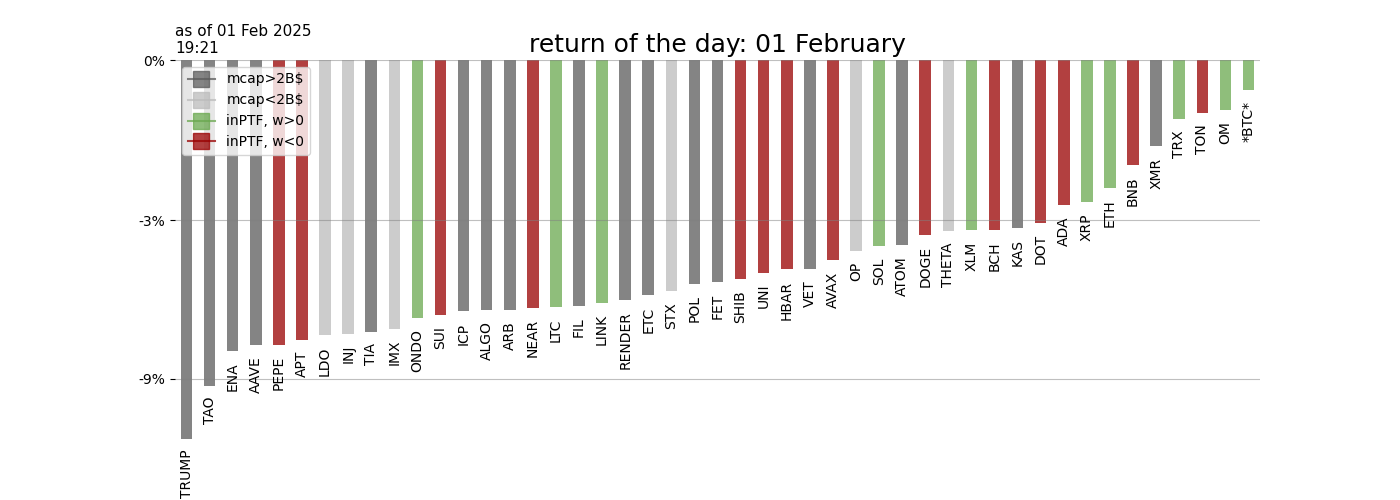 as of 01 Feb 2025
19:21
return of the day: 01 February
0%
-3%
-9%
mcap>2B$
mcap<2B$
inPTF, w>0
inPTF, w<0
TRUMP
TAO
ENA
AAVE
PEPE
APT
LDO
INJ
TIA
IMX
ONDO
SUI
ICP
ALGO
ARB
NEAR
LTC
FIL
LINK
RENDER
ETC
STX
POL
FET
SHIB
UNI
HBAR
VET
AVAX
OP
SOL
ATOM
DOGE
THETA
XLM
BCH
KAS
DOT
ADA
XRP
ETH
BNB
XMR
TRX
TON
OM
*BTC*